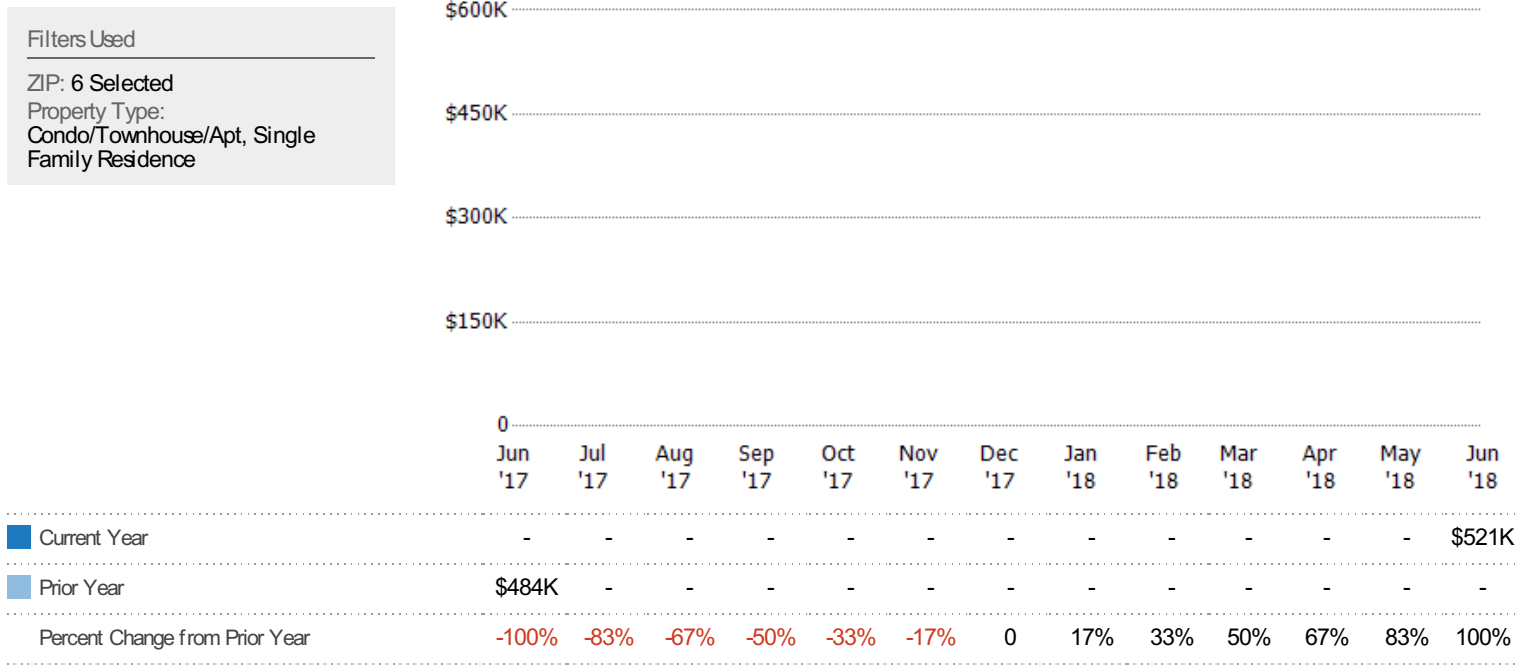 Filters Used
ZIP: 6 Selected
Property Type:
Condo/Townhouse/Apt, Single
Family Residence
$600K
$450K
$300K
$150K
0
Jun Jul Aug Sep Oct Nov Dec Jan Feb Mar Apr May Jun
'17 '17 '17 '17 '17 '17 '17 '18 '18 '18 '18 '18 '18
Current Year - - - - - - - - - - - - $521K
Prior Year $484K - - - - - - - - - - - -
Percent Change from Prior Year -100% -83% -67% -50% -33% -17% 0 17% 33% 50% 67% 83% 100%